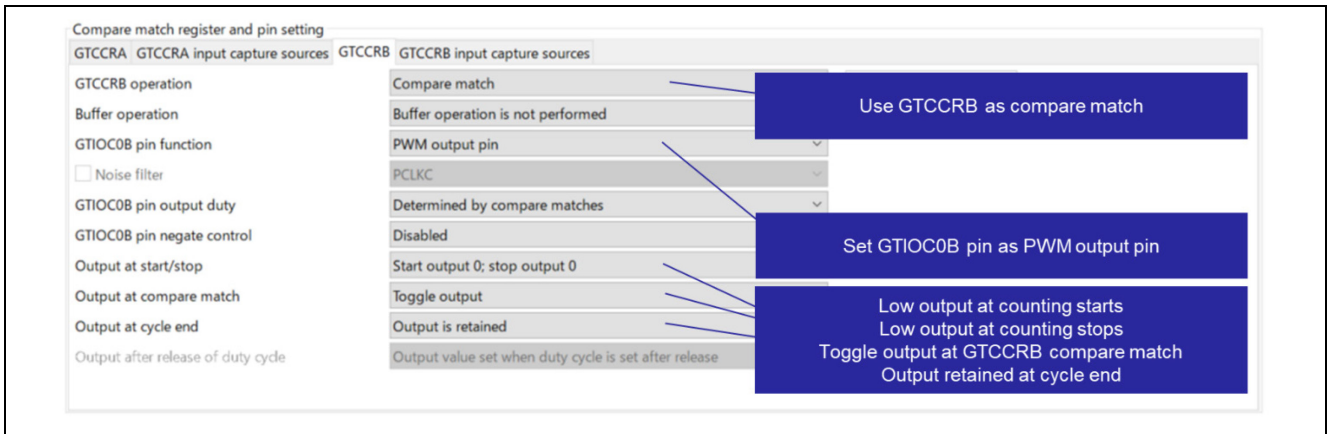 Compare match register and pin setting
GTCCRA GTCCRA input capture sources GTCCRB GTCCRB input capture sources
GTCCRB operation Compare match
Use GTCCRB as compare match
Buffer operation Buffer operation is not performed
GTIOC0B pin function PWM output pin
Noise filter PCLKC
GTIOC0B pin output duty Determined by compare matches
GTIOC0B pin negate control Disabled
Set GTIOC0B pin as PWM output pin
Output at start/stop Start output 0; stop output 0
Output at compare match Toggle output
Output at cycle end Output is retained
Output after release of duty cycle Output value set when duty cycle is set after release
Low output at counting starts
Low output at counting stops
Toggle output at GTCCRB compare match
Output retained at cycle end